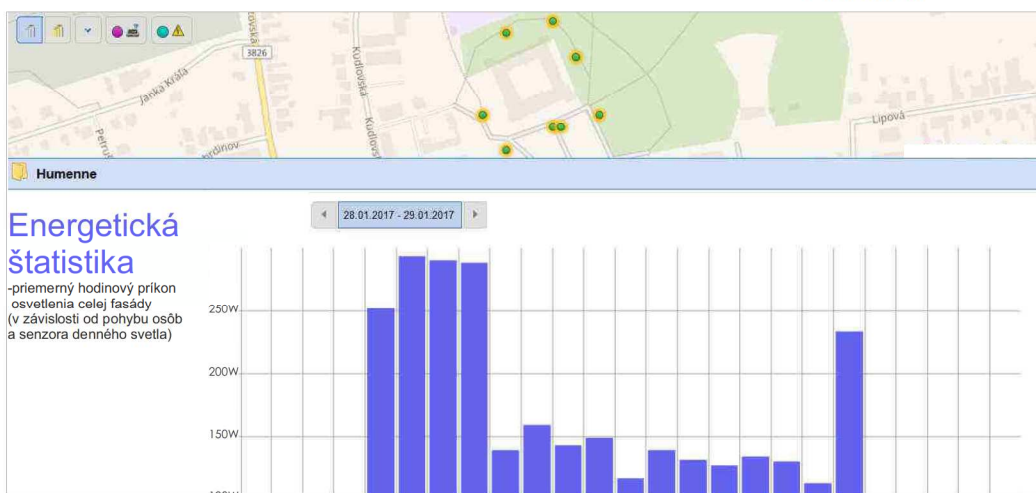 3826
Janka Kráľa
Kudlovská
Lipová
Humenne
28.01.2017 - 29.01.2017
Energetická
štatistika
-priemerný hodinový príkon
osvetlenia celej fasády
(v závislosti od pohybu osôb
a senzora denného svetla)
250W
200W
150W